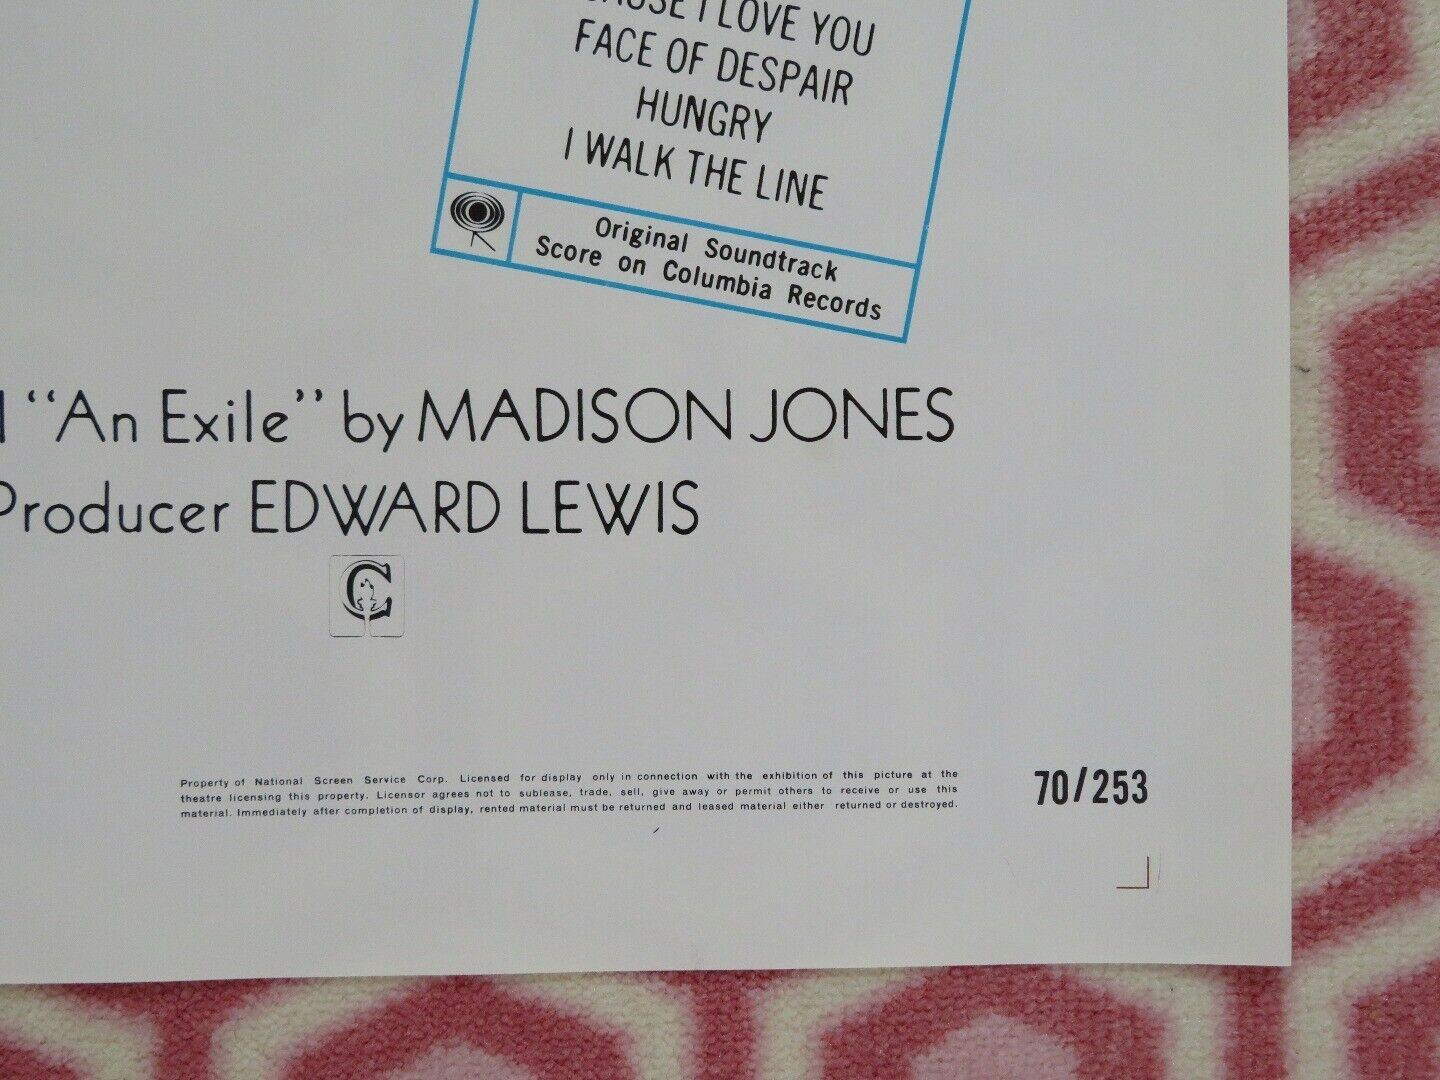 I LOVE YOU
FACE OF DESPAIR
HUNGRY
I WALK THE LINE
Original Soundtrack
Score on Columbia Records
"An Exile" by MADISON JONES
Producer EDWARD LEWIS
C
Property of National Screen Service Corp. Licensed for display only in connection with the exhibition of this picture at the
theatre licensing this property. Licensor agrees not to sublease, trade, sell, give away or permit others to receive or use this
material. Immediately after completion of display, rented material must be returned and leased material either returned or destroyed.
70/253